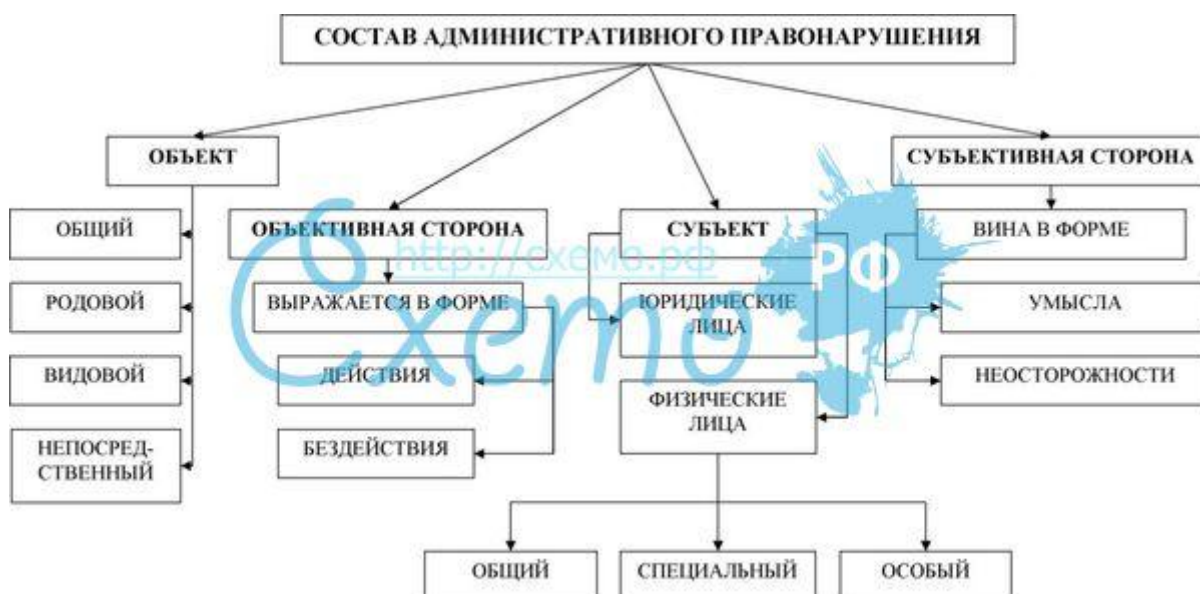 СОСТАВ АДМИНИСТРАТИВНОГО ПРАВОНАРУШЕНИЯ
ОБЪЕКТ
СУБЪЕКТИВНАЯ СТОРОНА
ОБЩИЙ
ОБЪЕКТИВНАЯ СТОРОНА
СУБЪЕКТ
ВИНА В ФОРМЕ
http://схемо.рф
РФ
РОДОВОЙ
ВЫРАЖАЕТСЯ В ФОРМЕ
ЮРИДИЧЕСКИЕ
ЛИЦА
УМЫСЛА
Схемо
ВИДОВОЙ
ДЕЙСТВИЯ
ФИЗИЧЕСКИЕ
ЛИЦА
НЕОСТОРОЖНОСТИ
НЕПОСРЕД-
СТВЕННЫЙ
БЕЗДЕЙСТВИЯ
ОБЩИЙ
СПЕЦИАЛЬНЫЙ
ОСОБЫЙ